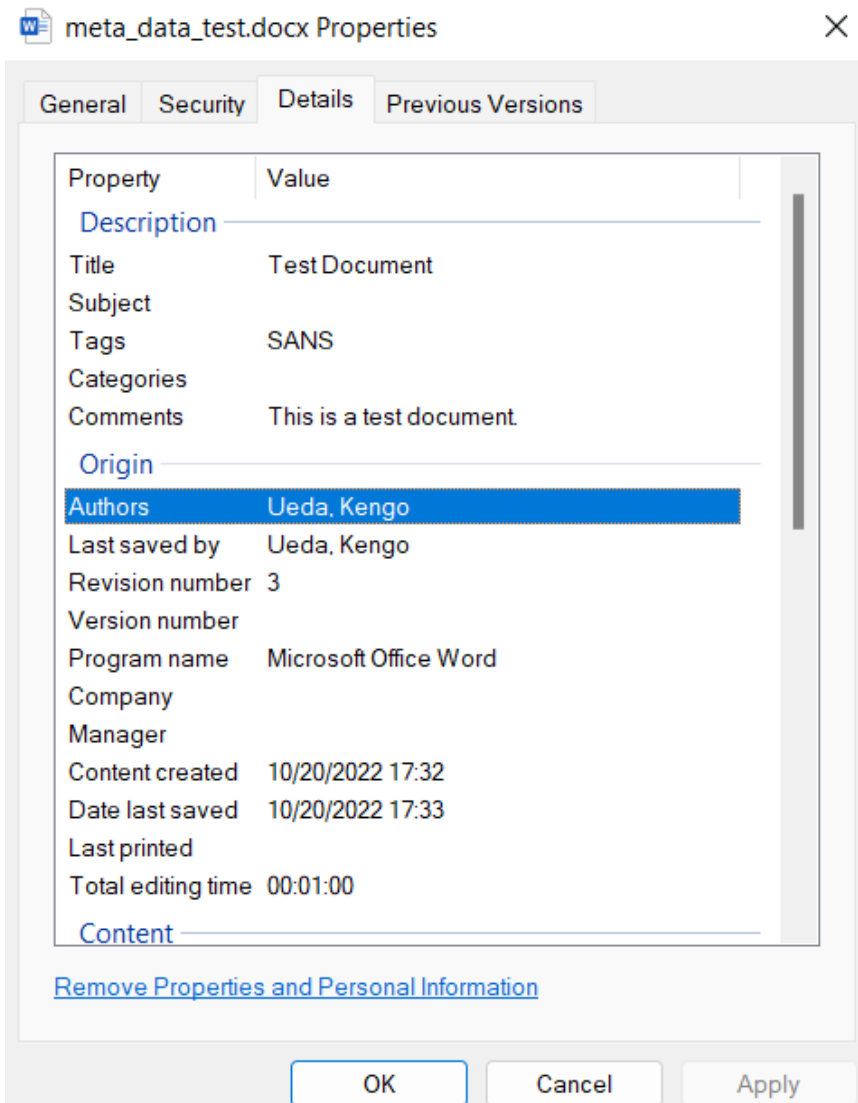 meta_data_test.docx Properties
General Security Details Previous Versions
Property Value
Description
Title Test Document
Subject
Tags SANS
Categories
Comments This is a test document.
Origin
Authors Ueda, Kengo
Last saved by Ueda, Kengo
Revision number 3
Version number
Program name Microsoft Office Word
Company
Manager
Content created 10/20/2022 17:32
Date last saved 10/20/2022 17:33
Last printed
Total editing time 00:01:00
Content
Remove Properties and Personal Information
OK Cancel Apply